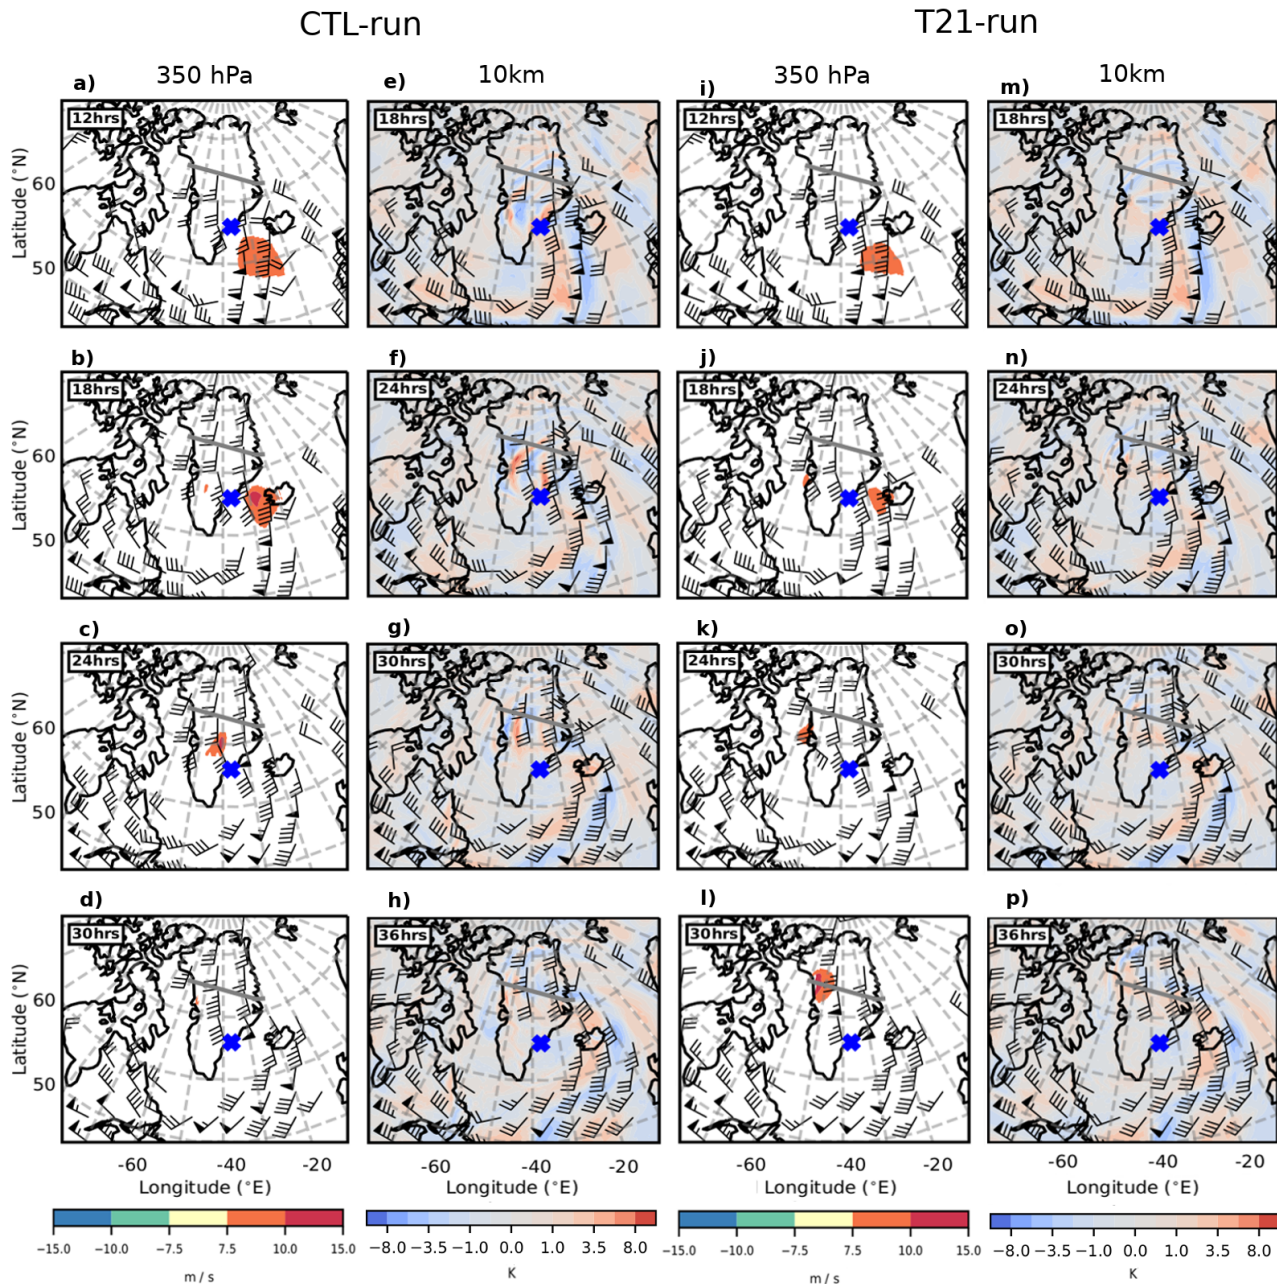 CTL-run T21-run
350 hPa 10km 350 hPa 10km
a) e) i) m)
12hrs 18hrs 12hrs 18hrs
Latitude (°N)
60
50
b) f) j) n)
18hrs 24hrs 18hrs 24hrs
Latitude (°N)
60
50
c) g) k) o)
24hrs 30hrs 24hrs 30hrs
Latitude (°N)
60
50
d) h) l) p)
30hrs 36hrs 30hrs 36hrs
Latitude (°N)
60
50
-60 -40 -20 -60 -40 -20 -60 -40 -20 -60 -40 -20
Longitude (°E) Longitude (°E) Longitude (°E) Longitude (°E)
−15.0 −10.0 −7.5 7.5 10.0 15.0 −8.0 −3.5 −1.0 0.0 1.0 3.5 8.0 −15.0 −10.0 −7.5 7.5 10.0 15.0 −8.0 −3.5 −1.0 0.0 1.0 3.5 8.0
m / s K m / s K